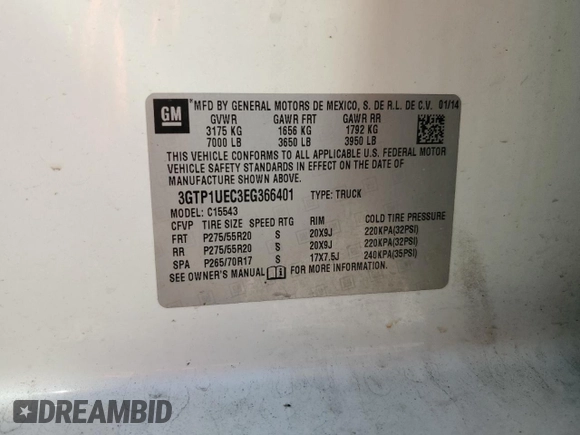 GM
MFD BY GENERAL MOTORS DE MEXICO, S. DE R.L. DE C.V. 01/14
GVWR GAWR FRT GAWR RR
3175 KG 1656 KG 1792 KG
7000 LB 3650 LB 3950 LB
THIS VEHICLE CONFORMS TO ALL APPLICABLE U.S. FEDERAL MOTOR
VEHICLE SAFETY STANDARDS IN EFFECT ON THE DATE OF
MANUFACTURE SHOWN ABOVE.
3GTP1UEC3EG366401 TYPE: TRUCK
MODEL: C15543
CFVP TIRE SIZE SPEED RTG RIM COLD TIRE PRESSURE
FRT P275/55R20 S 20X9J 220KPA(32PSI)
RR P275/55R20 S 20X9J 220KPA(32PSI)
SPA P265/70R17 S 17X7.5J 240KPA(35PSI)
SEE OWNER'S MANUAL FOR MORE INFORMATION.
DREAMBID